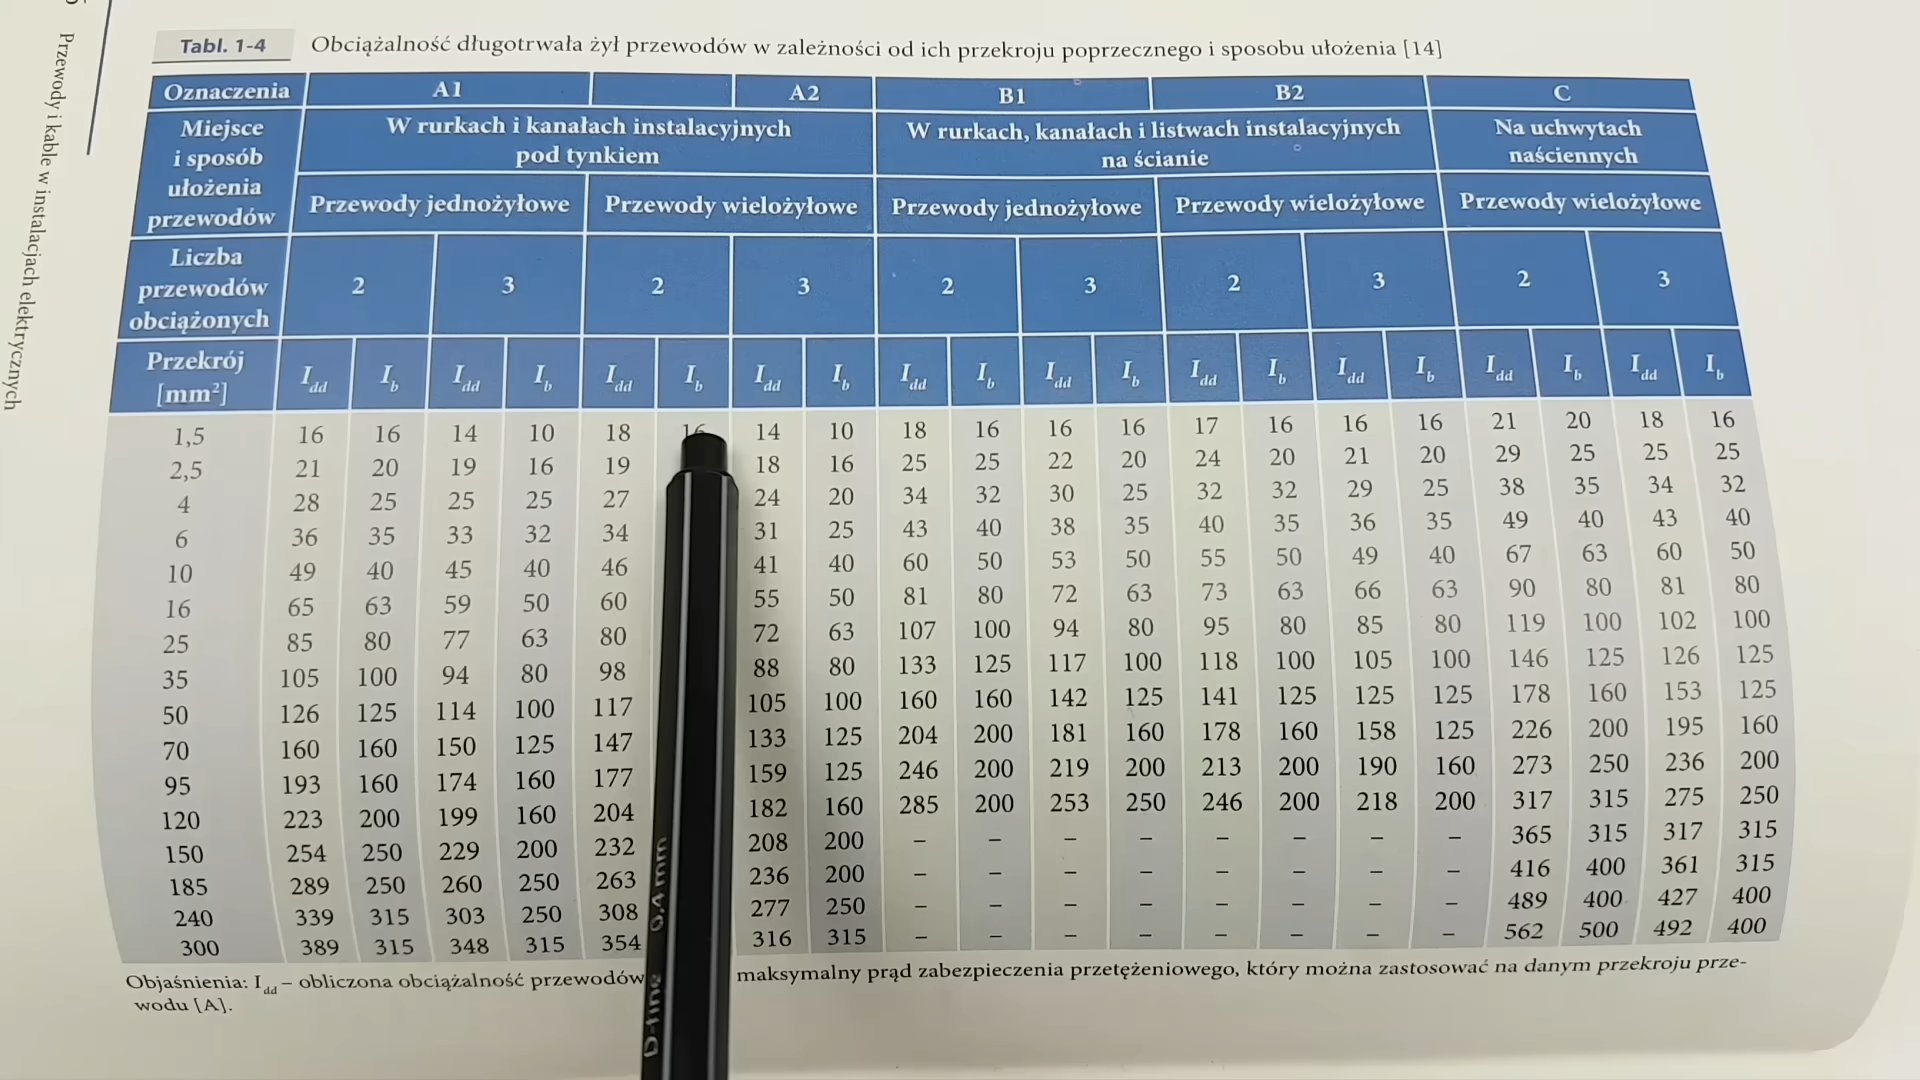 Przewody i kable w instalacjach elektrycznych
Tabl. 1-4 Obciążalność długotrwała żył przewodów w zależności od ich przekroju poprzecznego i sposobu ułożenia [14]
Oznaczenia A1 A2 B1 B2 C
Miejsce i sposób ułożenia przewodów
W rurkach i kanałach instalacyjnych pod tynkiem
W rurkach, kanałach i listwach instalacyjnych na ścianie
Na uchwytach naściennych
Przewody jednożyłowe Przewody wielożyłowe Przewody jednożyłowe Przewody wielożyłowe Przewody wielożyłowe
Liczba przewodów obciążonych 2 3 2 3 2 3 2 3 2 3
Przekrój [mm²] Idd Ib Idd Ib Idd Ib Idd Ib Idd Ib Idd Ib Idd Ib Idd Ib Idd Ib Idd Ib
1,5 16 16 14 10 18 16 14 10 18 16 16 16 17 16 16 16 21 20 18 16
2,5 21 20 19 16 19 18 16 25 25 22 20 24 20 21 20 29 25 25 25
4 28 25 25 25 27 24 20 34 32 30 25 32 32 29 25 38 35 34 32
6 36 35 33 32 34 31 25 43 40 38 35 40 35 36 35 49 40 43 40
10 49 40 45 40 46 41 40 60 50 53 50 55 50 49 40 67 63 60 50
16 65 63 59 50 60 55 50 81 80 72 63 73 63 66 63 90 80 81 80
25 85 80 77 63 80 72 63 107 100 94 80 95 80 85 80 119 100 102 100
35 105 100 94 80 98 88 80 133 125 117 100 118 100 105 100 146 125 126 125
50 126 125 114 100 117 105 100 160 160 142 125 141 125 125 125 178 160 153 125
70 160 160 150 125 147 133 125 204 200 181 160 178 160 158 125 226 200 195 160
95 193 160 174 160 177 159 125 246 200 219 200 213 200 190 160 273 250 236 200
120 223 200 199 160 204 182 160 285 200 253 250 246 200 218 200 317 315 275 250
150 254 250 229 200 232 208 200 – – – – – – – – 365 315 317 315
185 289 250 260 250 263 236 200 – – – – – – – – 416 400 361 315
240 339 315 303 250 308 277 250 – – – – – – – – 489 400 427 400
300 389 315 348 315 354 316 315 – – – – – – – – 562 500 492 400
Objaśnienia: Idd – obliczona obciążalność przewodów maksymalny prąd zabezpieczenia przetężeniowego, który można zastosować na danym przekroju prze-
wodu [A].
D-fine 0,4 mm